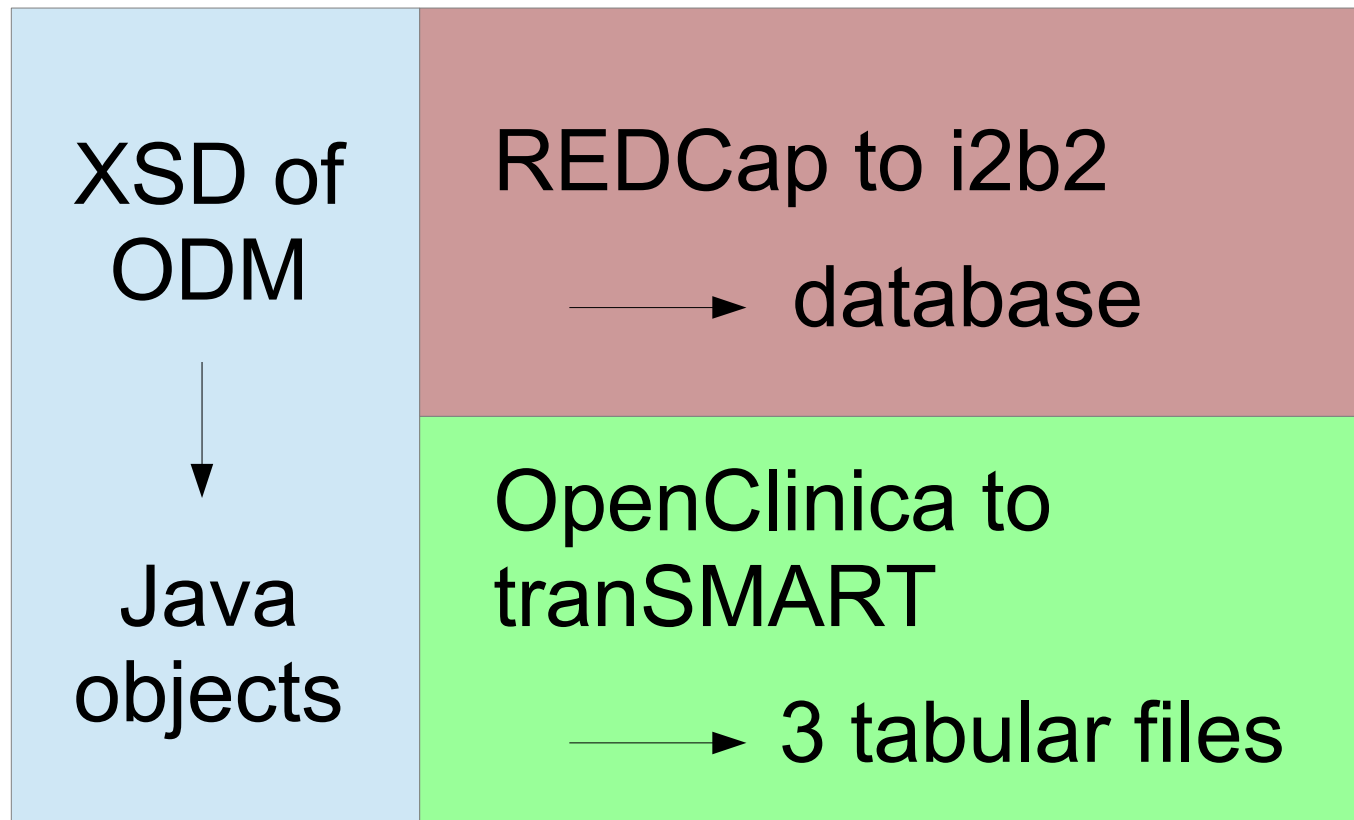 XSD of
ODM
Java
objects
REDCap to i2b2
database
OpenClinica to
tranSMART
3 tabular files